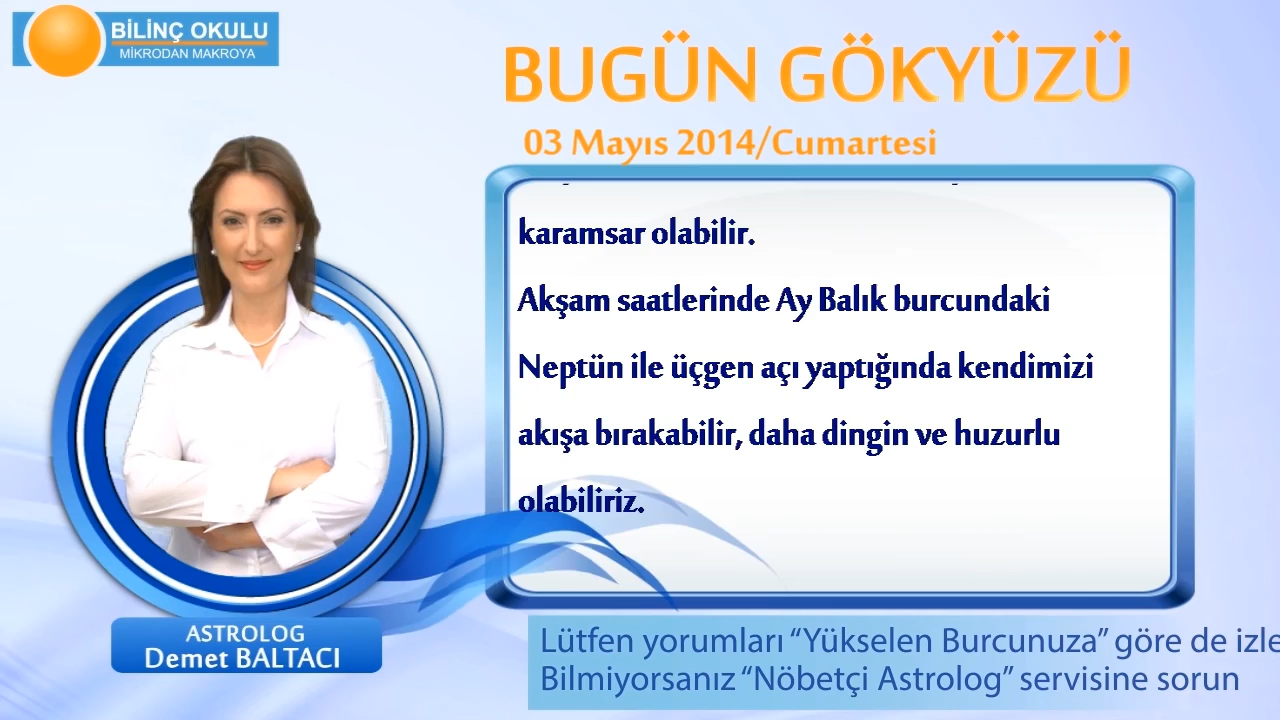 BİLİNÇ OKULU
MİKRODAN MAKROYA
BUGÜN GÖKYÜZÜ
03 Mayıs 2014/Cumartesi
karamsar olabilir.
Akşam saatlerinde Ay Balık burcundaki
Neptün ile üçgen açı yaptığında kendimizi
akışa bırakabilir, daha dingin ve huzurlu
olabiliriz.
ASTROLOG
Demet BALTACI
Lütfen yorumları “Yükselen Burcunuza” göre de izle
Bilmiyorsanız “Nöbetçi Astrolog” servisine sorun